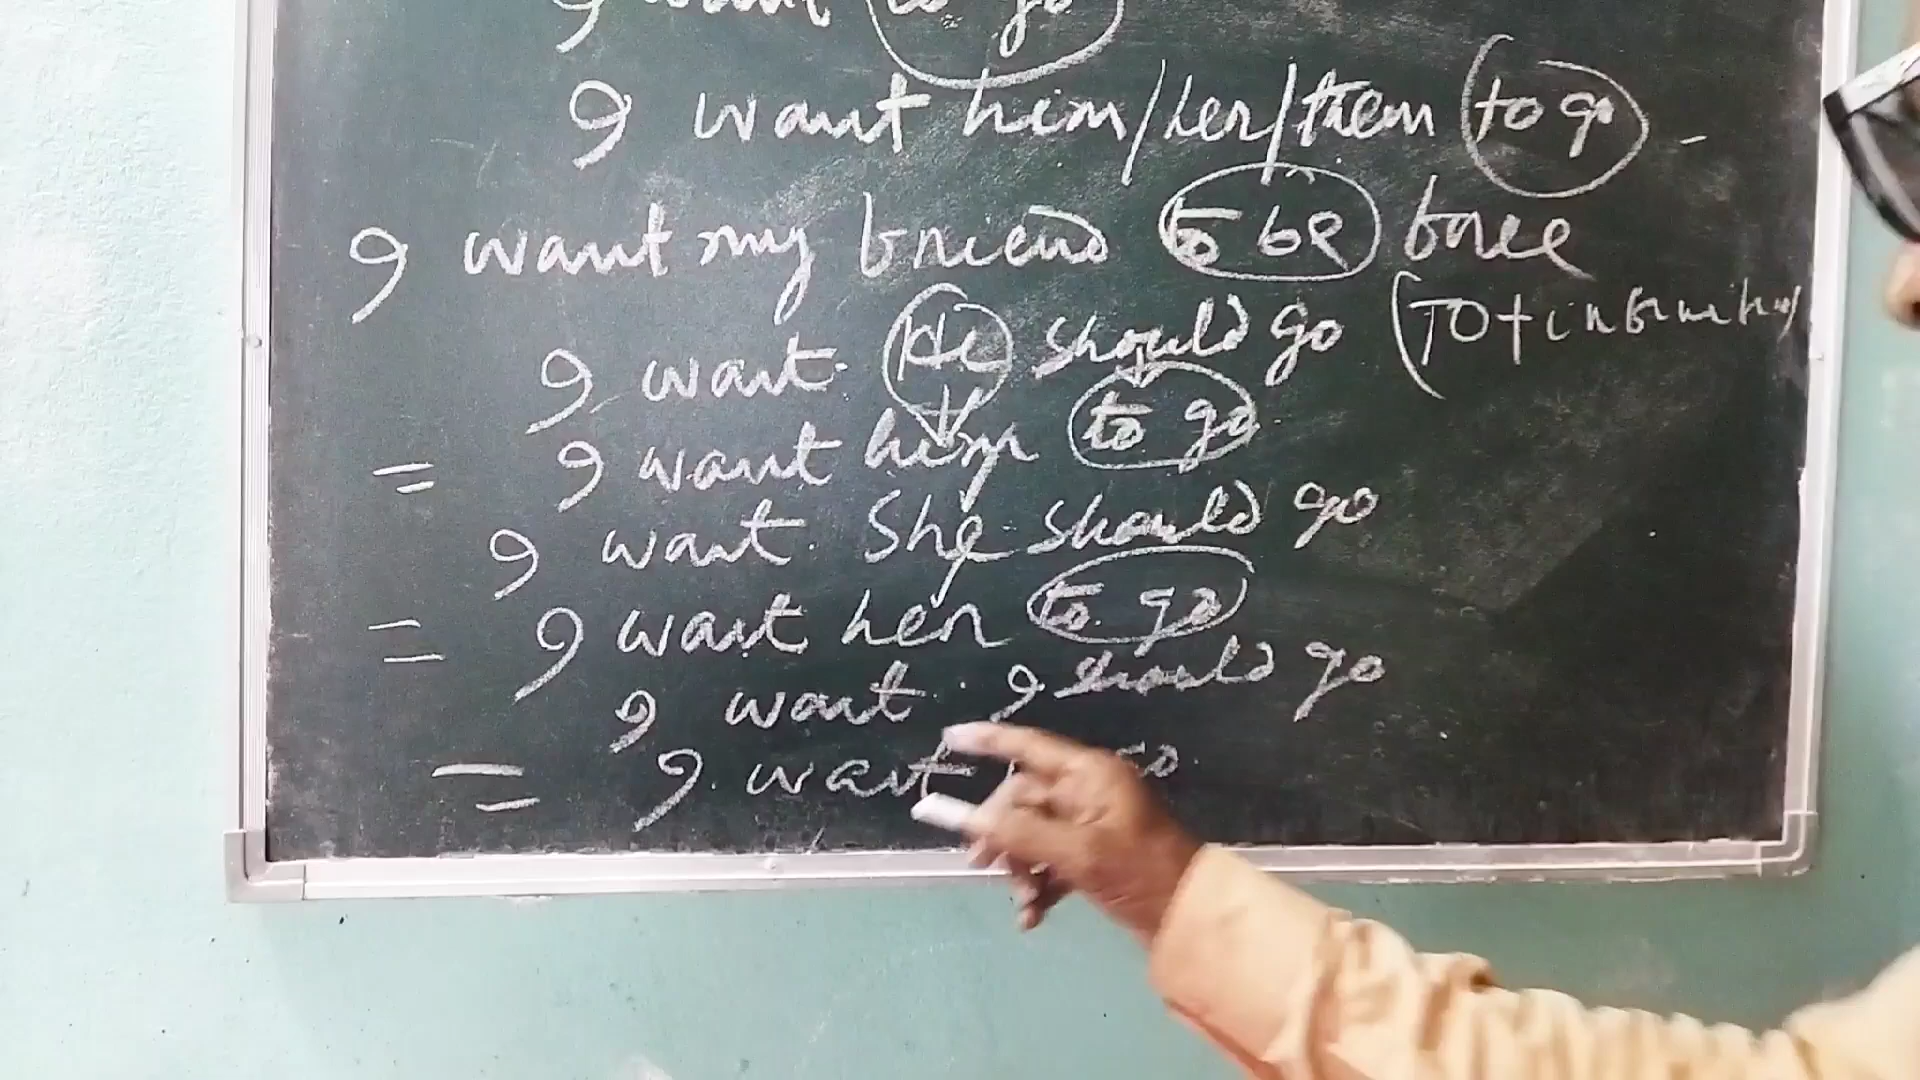 I want to go
I want him/her/them to go -
I want my friend to be free
I want He should go (To + infinitive)
= I want him to go
I want She should go
= I want her to go
I want I should go
= I want go